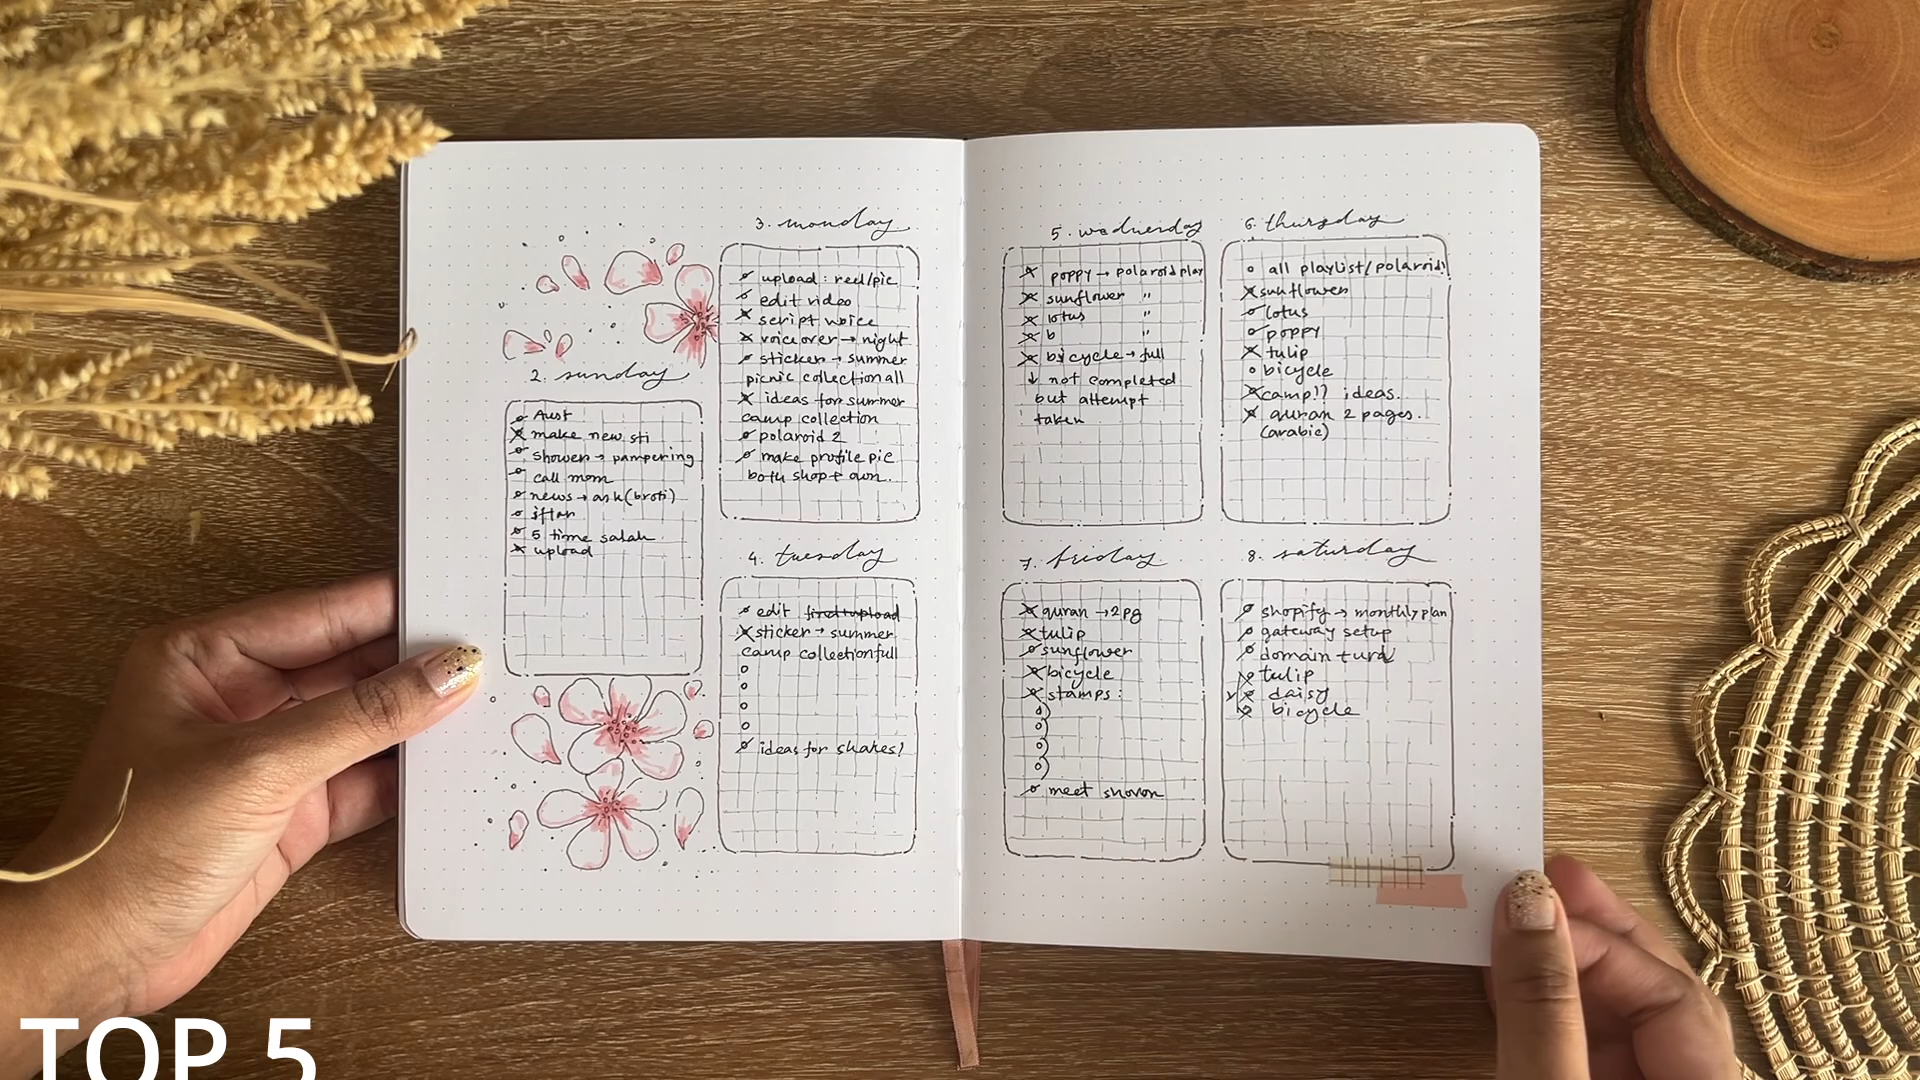 2. sunday
Aust
make new sti
shower → pampering
call mom
news → ask (broti)
iftar
5 time salah
upload
3. monday
upload : reel/pic
edit video
script voice
voiceover → night
sticker → summer
picnic collection all
ideas for summer
camp collection
polaroid 2
make profile pic
both shop + own.
4. tuesday
edit final+upload
sticker → summer
camp collection full
ideas for shakes!
5. wednesday
poppy → polaroid play
sunflower "
lotus "
b "
bicycle → full
↓ not completed
but attempt
taken
6. thursday
all playlist/polaroid!
sunflower
lotus
poppy
tulip
bicycle
camp!? ideas.
quran 2 pages.
(arabic)
7. friday
quran → 2pg
tulip
sunflower
bicycle
stamps :
meet shovon
8. saturday
shopify → monthly plan
gateway setup
domain
tulip
daisy
bicycle
TOP 5